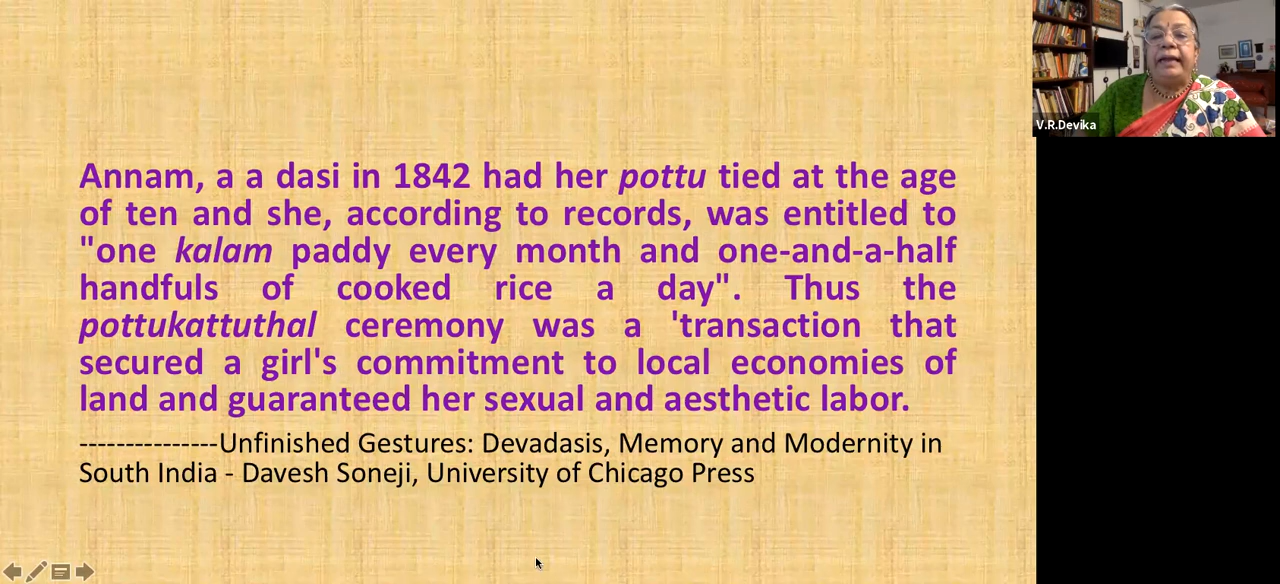 Annam, a a dasi in 1842 had her pottu tied at the age
of ten and she, according to records, was entitled to
"one kalam paddy every month and one-and-a-half
handfuls of cooked rice a day". Thus the
pottukattuthal ceremony was a 'transaction that
secured a girl's commitment to local economies of
land and guaranteed her sexual and aesthetic labor.
---------------Unfinished Gestures: Devadasis, Memory and Modernity in
South India - Davesh Soneji, University of Chicago Press
V.R.Devika